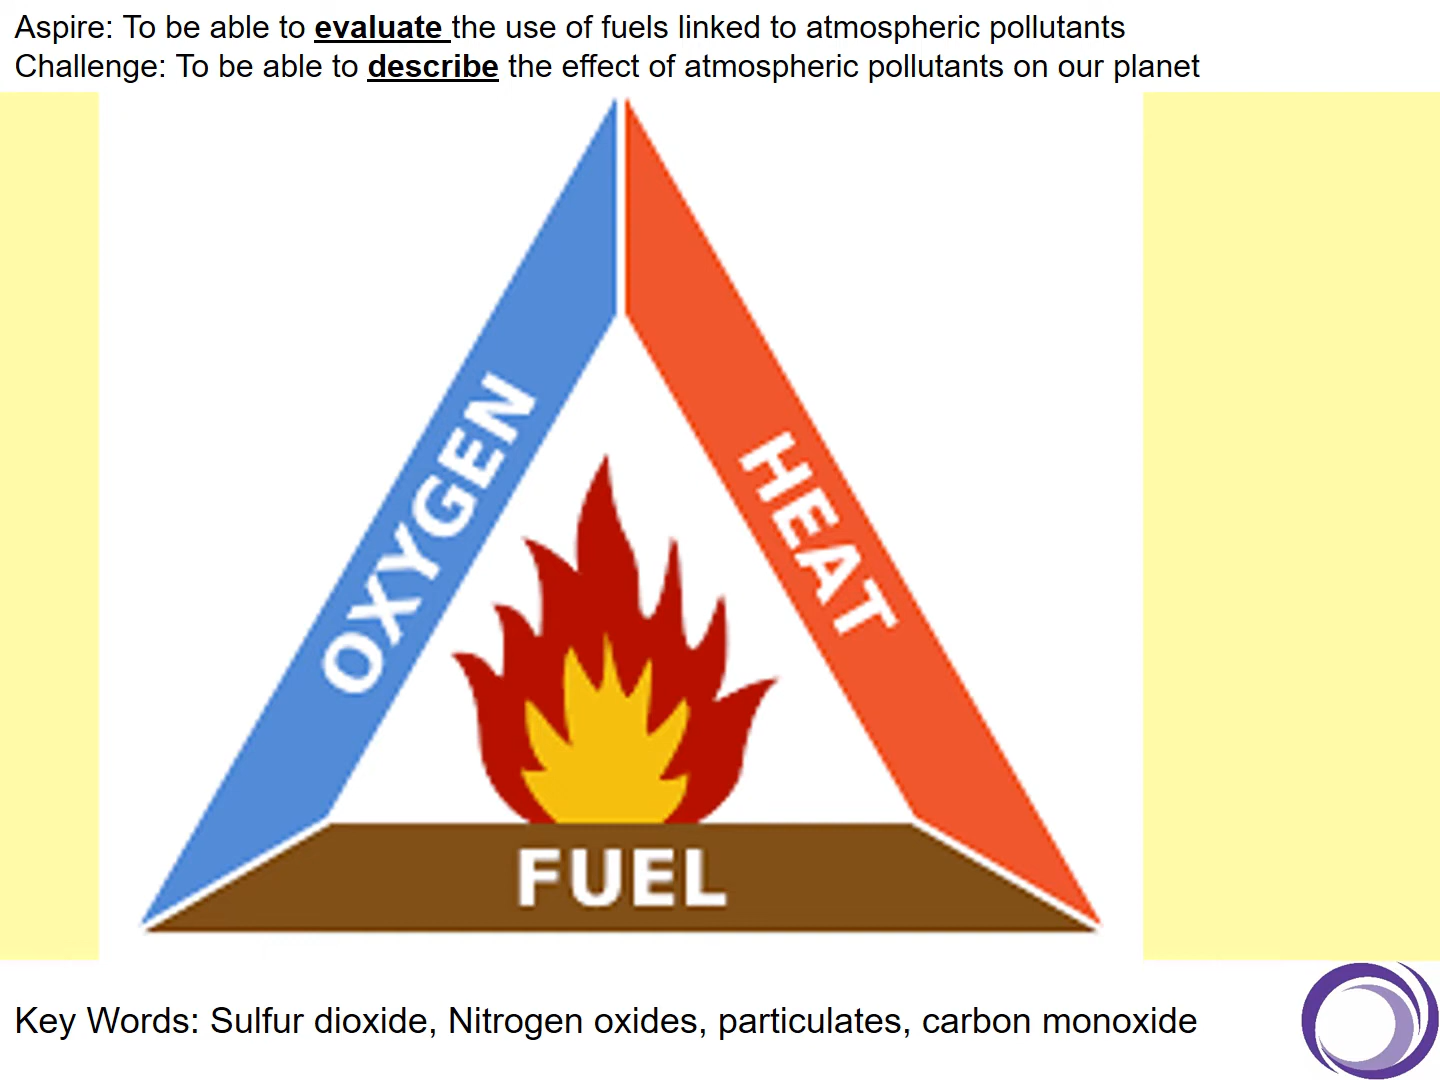 Aspire: To be able to evaluate the use of fuels linked to atmospheric pollutants
Challenge: To be able to describe the effect of atmospheric pollutants on our planet
OXYGEN
HEAT
FUEL
Key Words: Sulfur dioxide, Nitrogen oxides, particulates, carbon monoxide